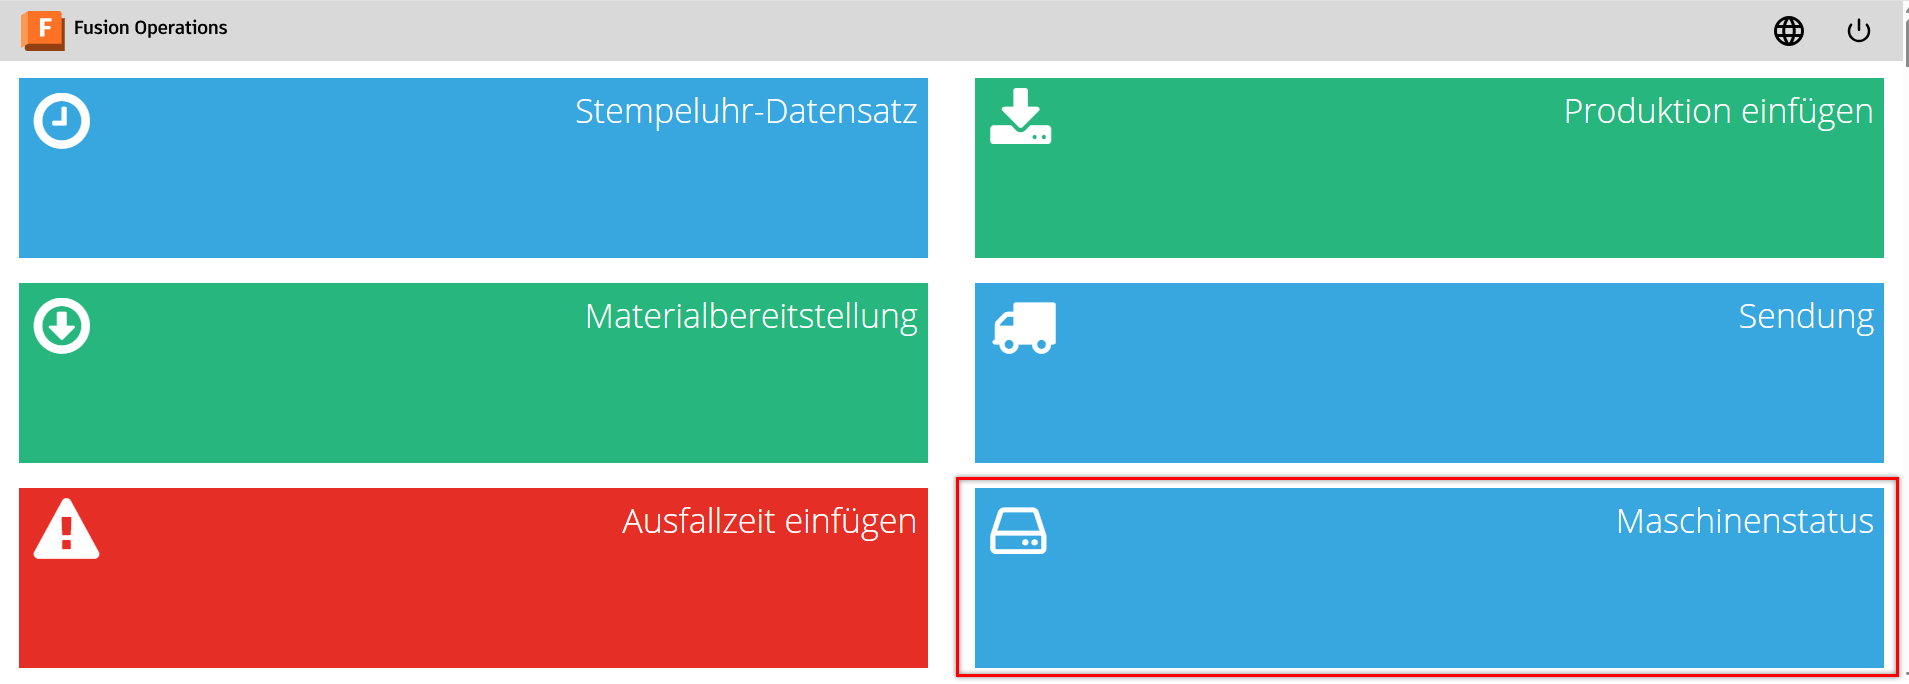 F Fusion Operations
Stempeluhr-Datensatz
Produktion einfügen
Materialbereitstellung
Sendung
Ausfallzeit einfügen
Maschinenstatus